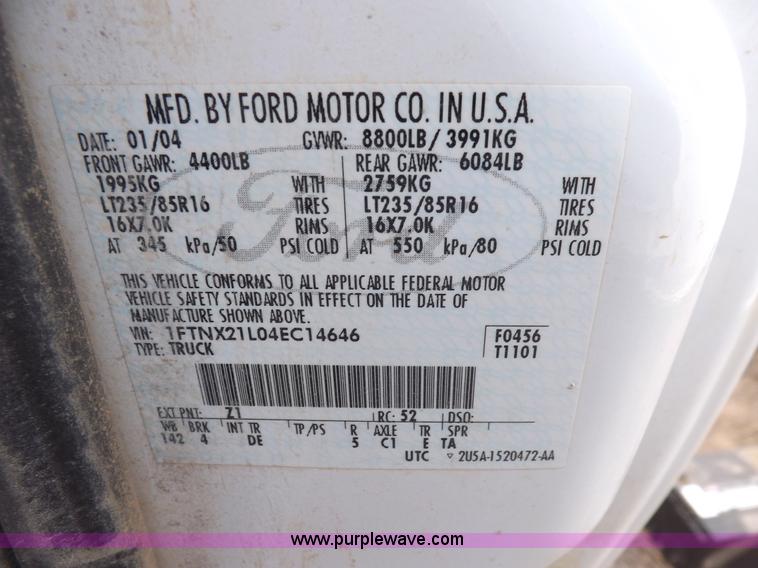 MFD. BY FORD MOTOR CO. IN U.S.A.
DATE: 01/04 GVWR: 8800LB/ 3991KG
FRONT GAWR: 4400LB REAR GAWR: 6084LB
1995KG WITH 2759KG WITH
LT235/85R16 TIRES LT235/85R16 TIRES
16X7.0K RIMS 16X7.0K RIMS
AT 345 kPa/50 PSI COLD AT 550 kPa/80 PSI COLD
Ford
THIS VEHICLE CONFORMS TO ALL APPLICABLE FEDERAL MOTOR
VEHICLE SAFETY STANDARDS IN EFFECT ON THE DATE OF
MANUFACTURE SHOWN ABOVE.
VIN: 1FTNX21L04EC14646 F0456
TYPE: TRUCK T1101
EXT PNT: Z1 RC: 52 DSO:
WB BRK INT TR TP/PS R AXLE TR SPR
142 4 DE 5 C1 E TA
UTC ▽ 2U5A-1520472-AA
www.purplewave.com